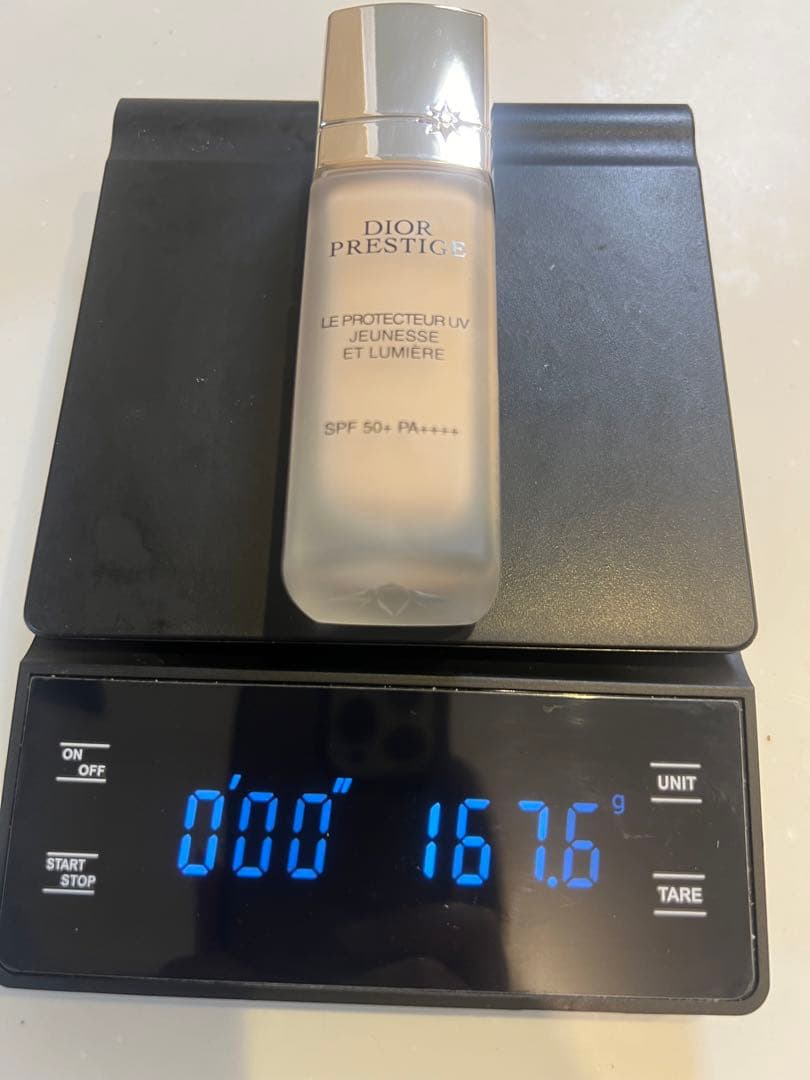 DIOR
PRESTIGE
LE PROTECTEUR UV
JEUNESSE
ET LUMIÈRE
SPF 50+ PA++++
ON
OFF
0'00" 167.6 g
UNIT
START
STOP
TARE